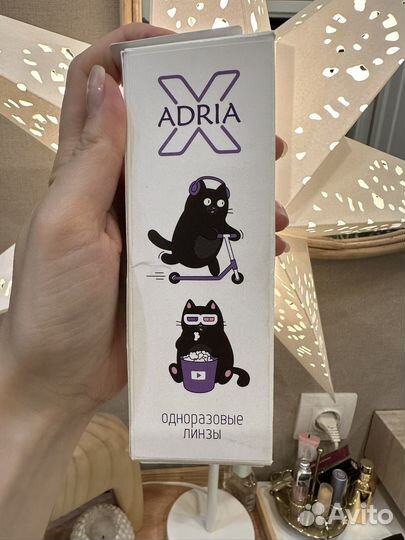 ADRIA
X
одноразовые
линзы
Avito